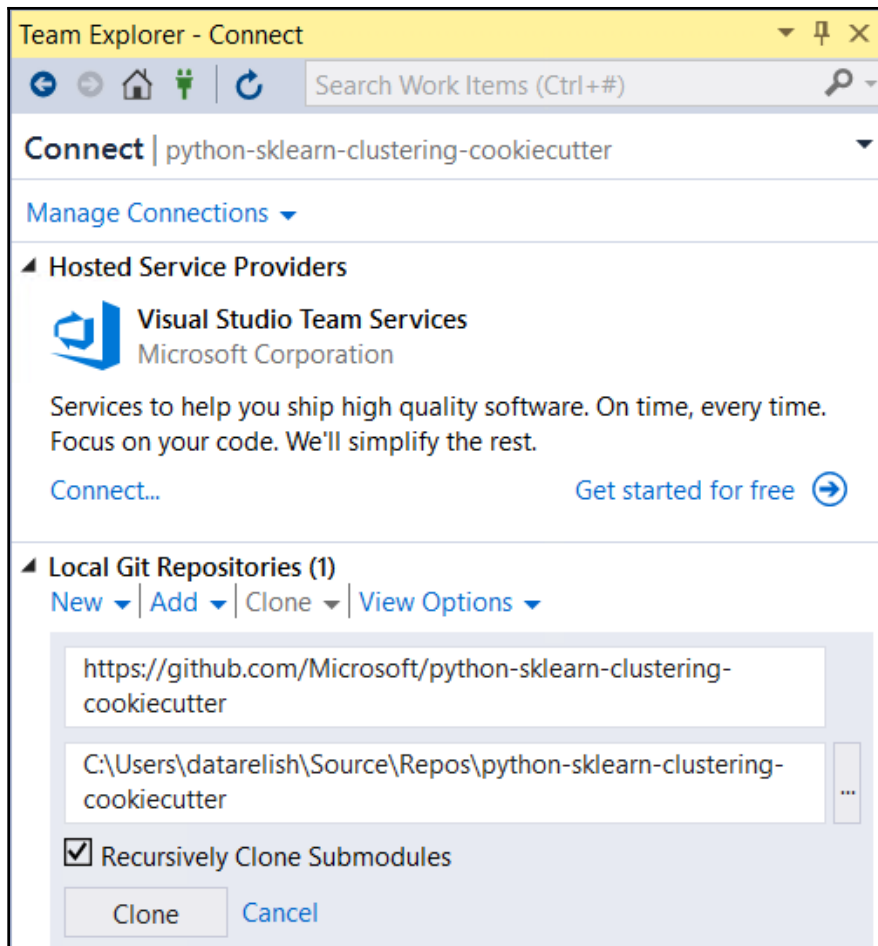 Team Explorer - Connect
Search Work Items (Ctrl+#)
Connect | python-sklearn-clustering-cookiecutter
Manage Connections
Hosted Service Providers
Visual Studio Team Services
Microsoft Corporation
Services to help you ship high quality software. On time, every time.
Focus on your code. We'll simplify the rest.
Connect... Get started for free
Local Git Repositories (1)
New | Add | Clone | View Options
https://github.com/Microsoft/python-sklearn-clustering-
cookiecutter
C:\Users\datarelish\Source\Repos\python-sklearn-clustering-
cookiecutter
...
Recursively Clone Submodules
Clone Cancel